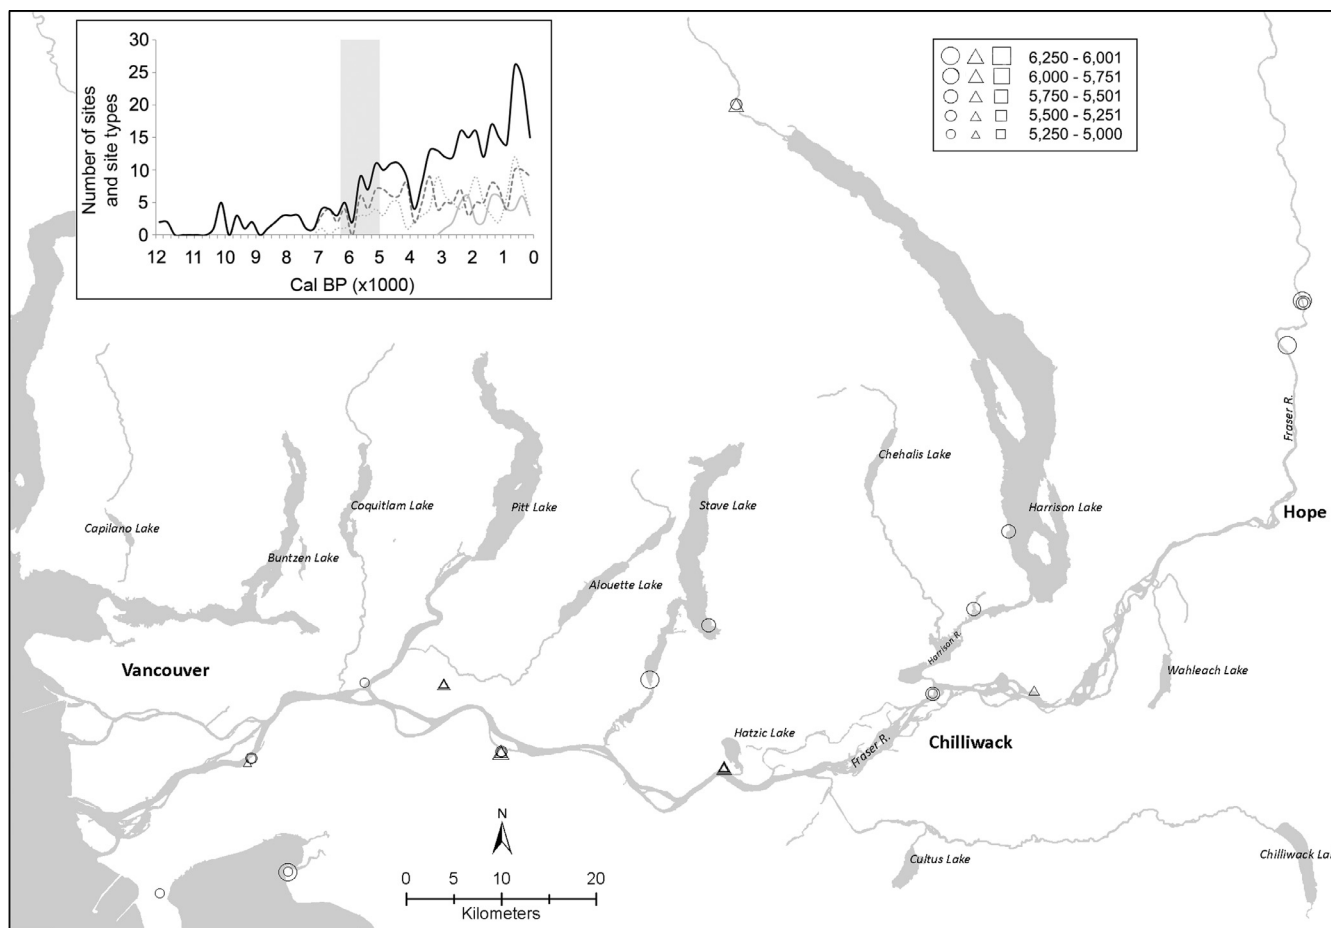 30
25
20
15
10
5
0
Number of sites
and site types
12 11 10 9 8 7 6 5 4 3 2 1 0
Cal BP (x1000)
6,250 - 6,001
6,000 - 5,751
5,750 - 5,501
5,500 - 5,251
5,250 - 5,000
Fraser R.
Chehalis Lake
Capilano Lake
Buntzen Lake
Coquitlam Lake
Pitt Lake
Stave Lake
Harrison Lake
Hope
Alouette Lake
Harrison R.
Vancouver
Wahleach Lake
Hatzic Lake
Fraser R.
Chilliwack
N
Cultus Lake
Chilliwack La
0 5 10 20
Kilometers